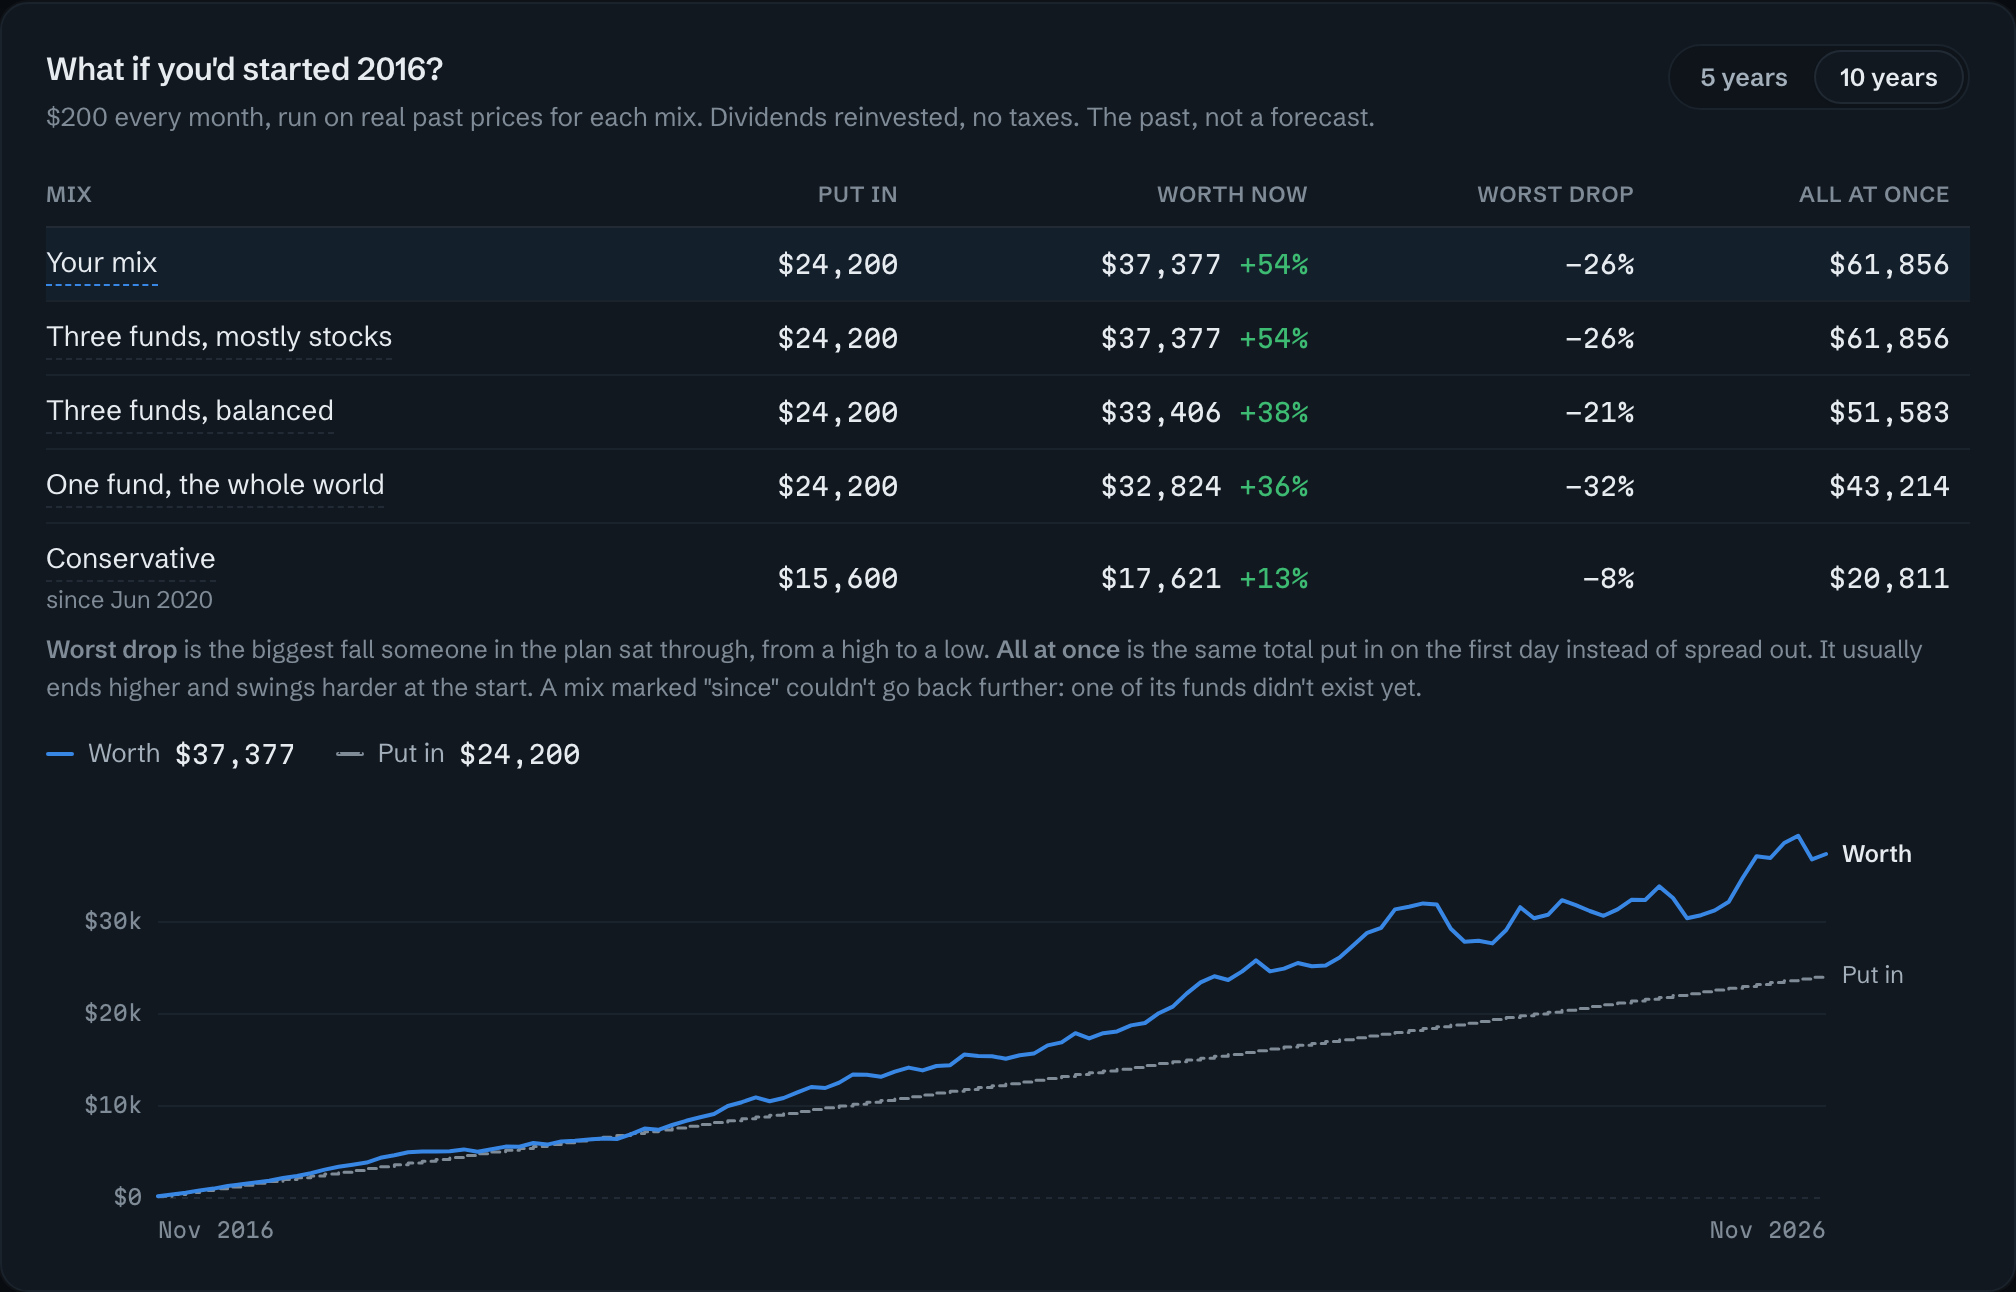 What if you'd started 2016?
5 years
10 years
$200 every month, run on real past prices for each mix. Dividends reinvested, no taxes. The past, not a forecast.
MIX PUT IN WORTH NOW WORST DROP ALL AT ONCE
Your mix $24,200 $37,377 +54% −26% $61,856
Three funds, mostly stocks $24,200 $37,377 +54% −26% $61,856
Three funds, balanced $24,200 $33,406 +38% −21% $51,583
One fund, the whole world $24,200 $32,824 +36% −32% $43,214
Conservative $15,600 $17,621 +13% −8% $20,811
since Jun 2020
Worst drop is the biggest fall someone in the plan sat through, from a high to a low. All at once is the same total put in on the first day instead of spread out. It usually
ends higher and swings harder at the start. A mix marked "since" couldn't go back further: one of its funds didn't exist yet.
Worth $37,377 Put in $24,200
Worth
$30k
Put in
$20k
$10k
$0
Nov 2016 Nov 2026